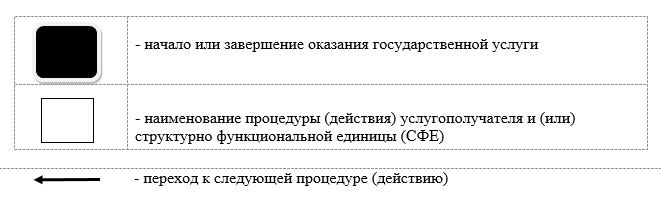 - начало или завершение оказания государственной услуги
- наименование процедуры (действия) услугополучателя и (или)
структурно функциональной единицы (СФЕ)
- переход к следующей процедуре (действию)